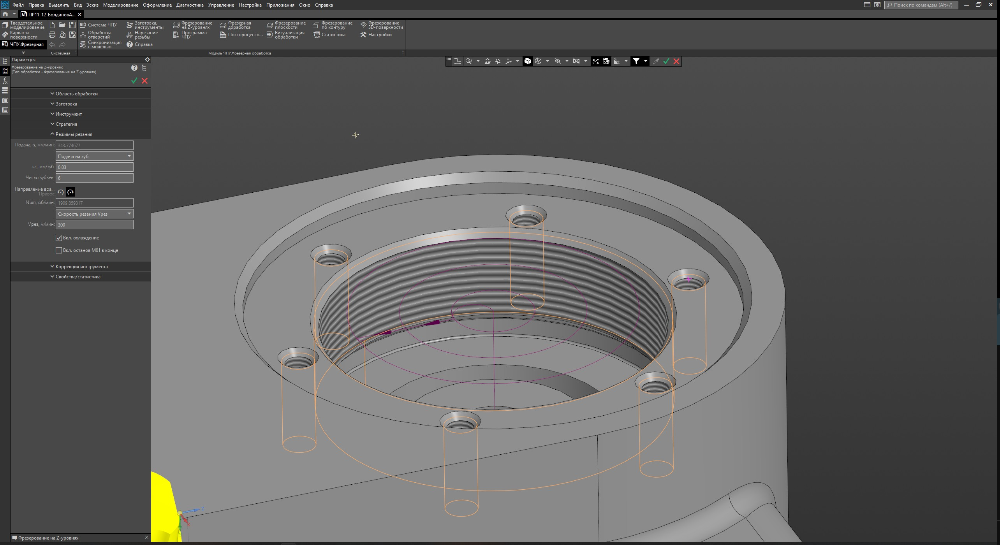 Файл Правка Выделить Вид Эскиз Моделирование Оформление Диагностика Управление Настройка Приложения Окно Справка
Поиск по командам (Alt+/)
ПР11-12_БолдиновА...
Твердотельное моделирование
Каркас и поверхности
ЧПУ.Фрезерная
Системная
Система ЧПУ
Обработка отверстий
Синхронизация с моделью
Заготовка, инструменты
Нарезание резьбы
Справка
Фрезерование на Z-уровнях
Программа ЧПУ
Фрезерная доработка
Постпроцессо...
Фрезерование плоскости
Визуализация обработки
Фрезерование по контуру
Статистика
Фрезерование 3D-поверхности
Настройки
Модуль ЧПУ.Фрезерная обработка
Параметры
Фрезерование на Z-уровнях
(Тип обработки - Фрезерование на Z-уровнях)
Область обработки
Заготовка
Инструмент
Стратегия
Режимы резания
Подача, s, мм/мин: 343.774677
Подача на зуб
sz, мм/зуб: 0.03
Число зубьев: 6
Направление вра...
Правое
Nшп, об/мин: 1909.859317
Скорость резания Vрез
Vрез, м/мин: 300
Вкл. охлаждение
Вкл. останов M01 в конце
Коррекция инструмента
Свойства/статистика
Z
X
Y
Фрезерование на Z-уровнях